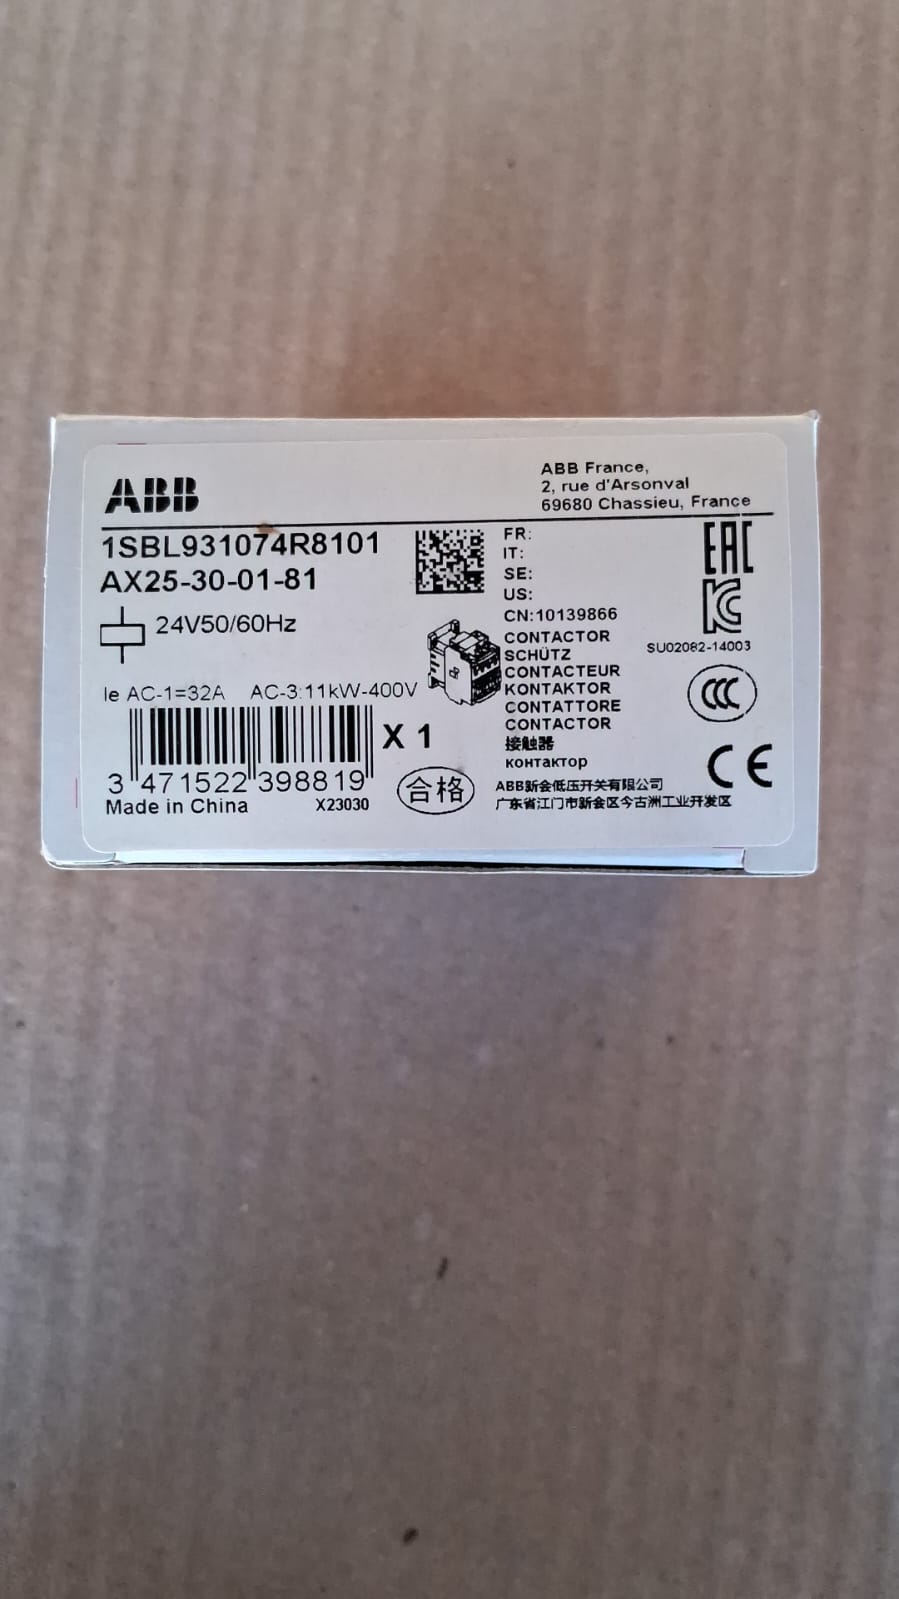 ABB
ABB France,
2, rue d'Arsonval
69680 Chassieu, France
1SBL931074R8101
AX25-30-01-81
24V50/60Hz
Ie AC-1=32A AC-3:11kW-400V
X 1
3 471522 398819
Made in China X23030
合格
FR:
IT:
SE:
US:
CN:10139866
CONTACTOR
SCHÜTZ
CONTACTEUR
KONTAKTOR
CONTATTORE
CONTACTOR
接触器
контактор
ABB新会低压开关有限公司
广东省江门市新会区今古洲工业开发区
EAC
KC
SU02082-14003
CCC
CE